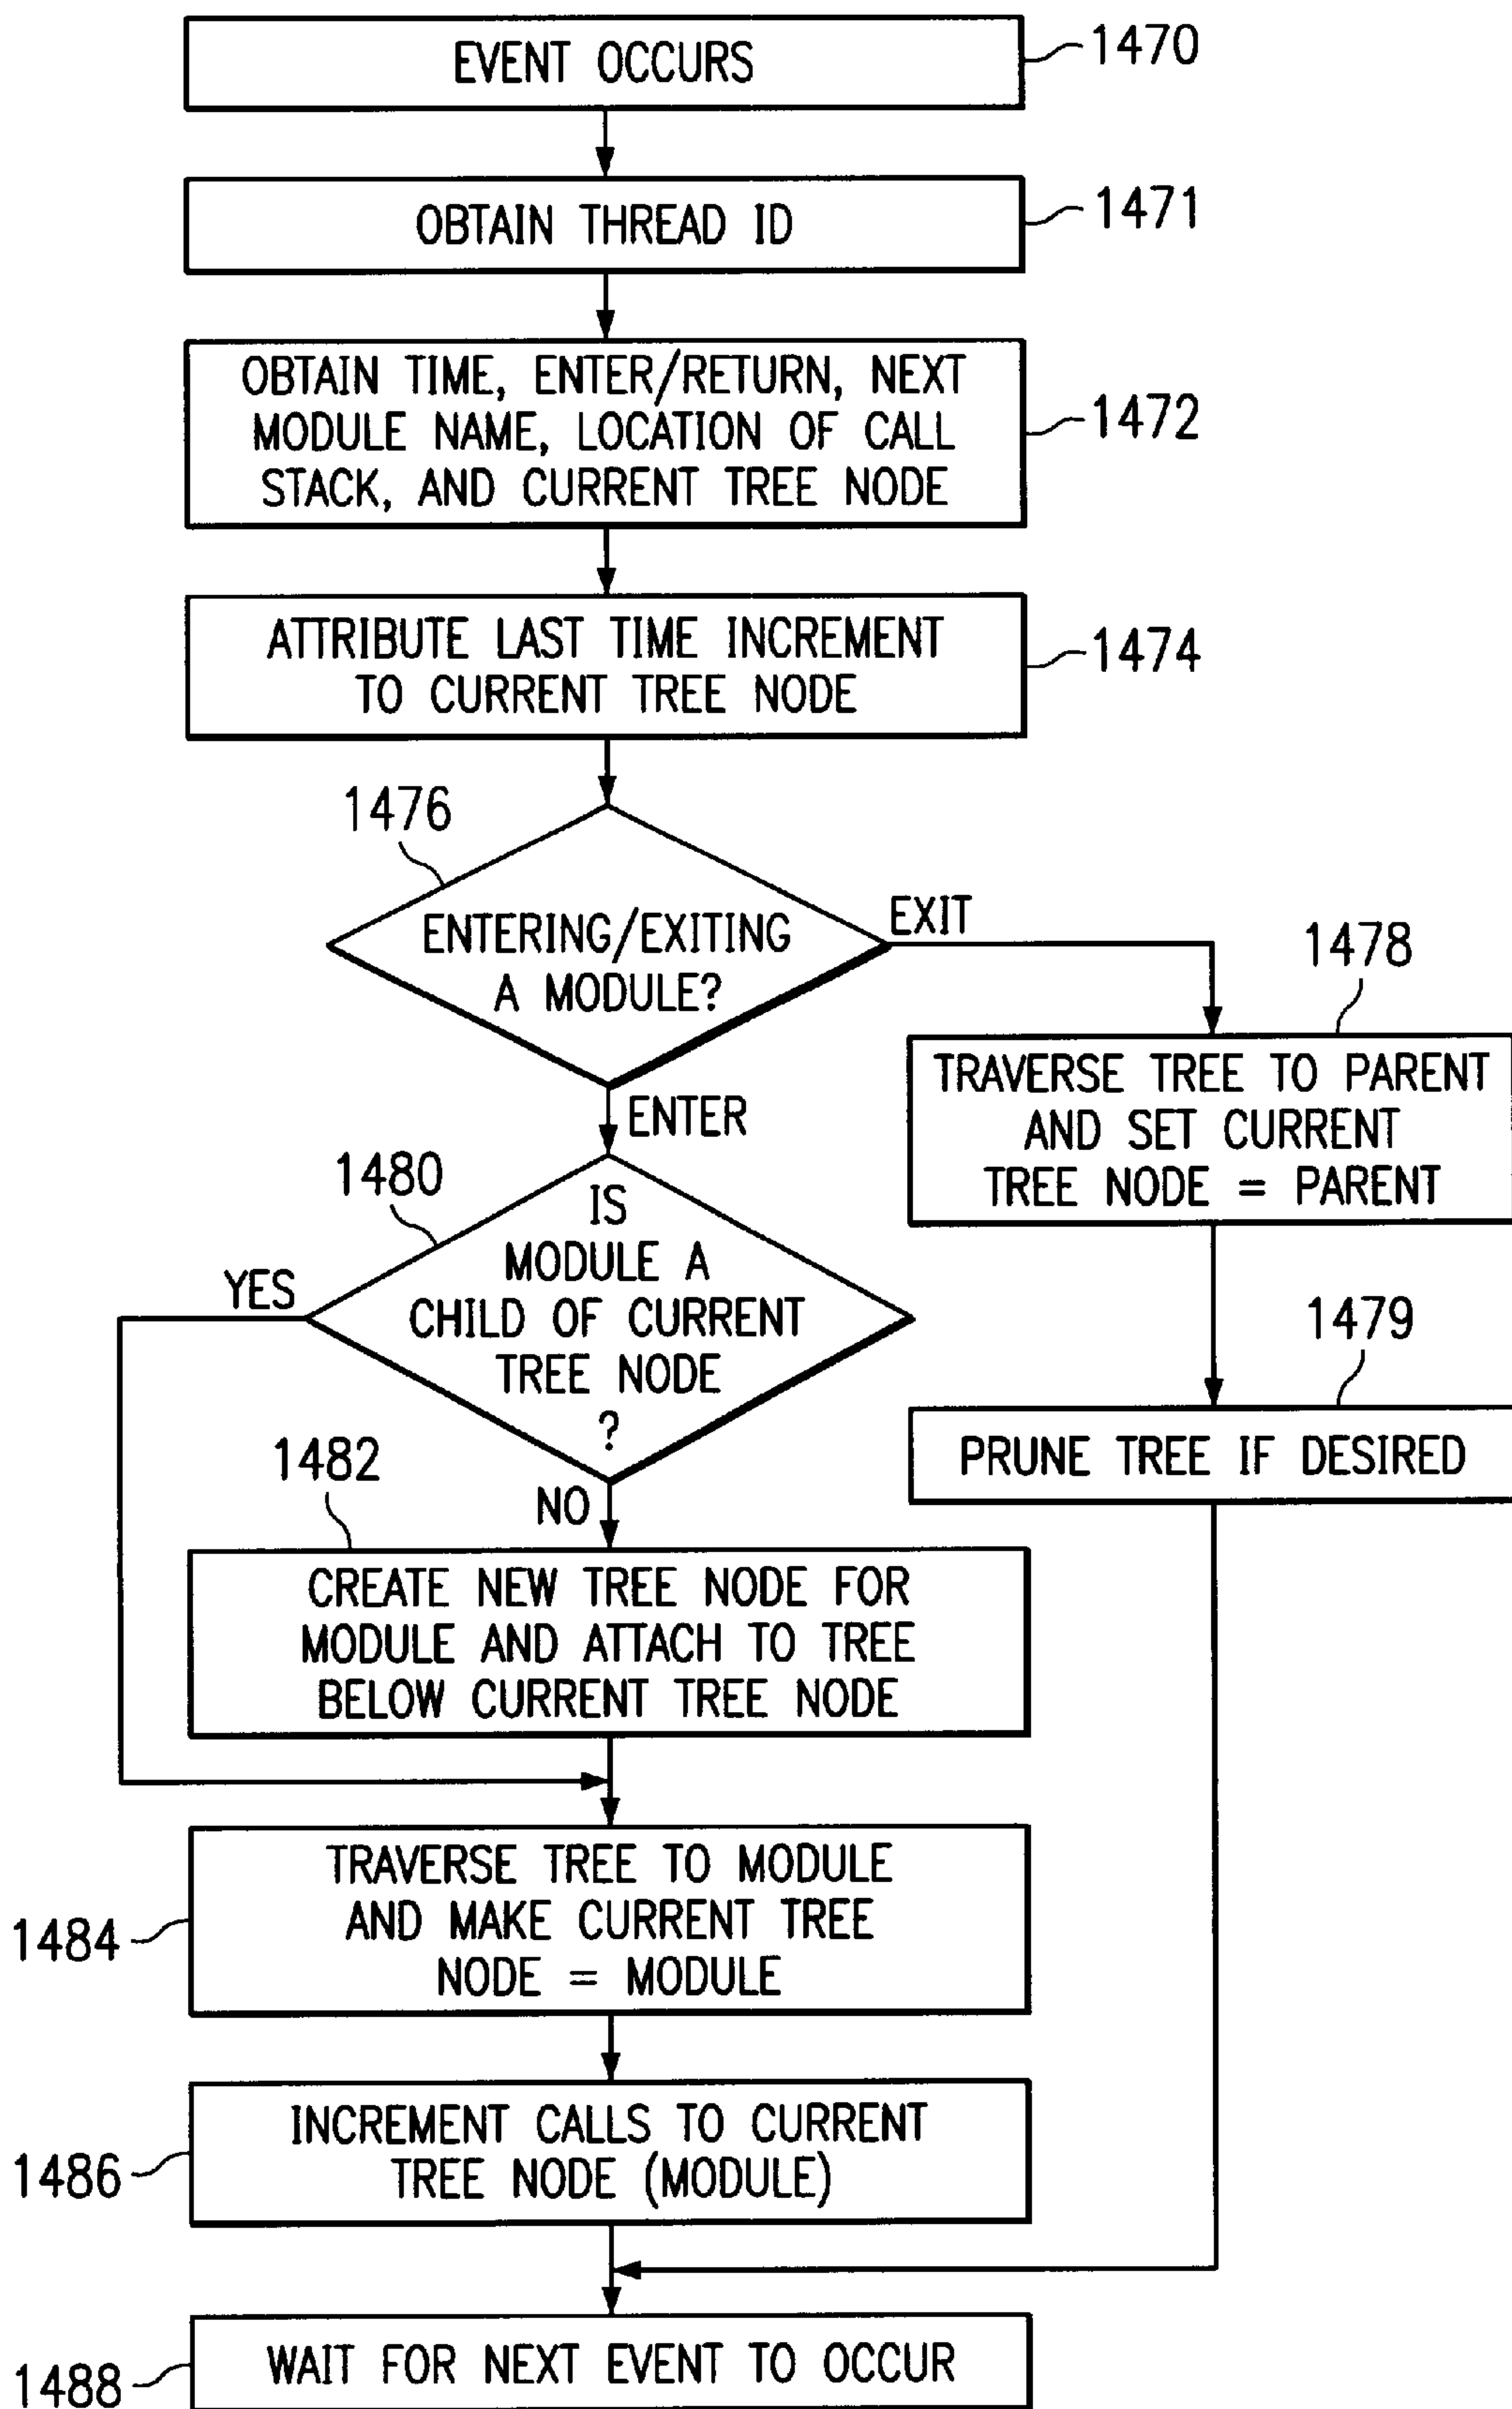 EVENT OCCURS
1470
OBTAIN THREAD ID
1471
OBTAIN TIME, ENTER/RETURN, NEXT
MODULE NAME, LOCATION OF CALL
STACK, AND CURRENT TREE NODE
1472
ATTRIBUTE LAST TIME INCREMENT
TO CURRENT TREE NODE
1474
1476
ENTERING/EXITING
A MODULE?
EXIT
ENTER
1478
TRAVERSE TREE TO PARENT
AND SET CURRENT
TREE NODE = PARENT
1480
IS
MODULE A
CHILD OF CURRENT
TREE NODE
?
YES
NO
1479
PRUNE TREE IF DESIRED
1482
CREATE NEW TREE NODE FOR
MODULE AND ATTACH TO TREE
BELOW CURRENT TREE NODE
TRAVERSE TREE TO MODULE
AND MAKE CURRENT TREE
NODE = MODULE
1484
INCREMENT CALLS TO CURRENT
TREE NODE (MODULE)
1486
WAIT FOR NEXT EVENT TO OCCUR
1488